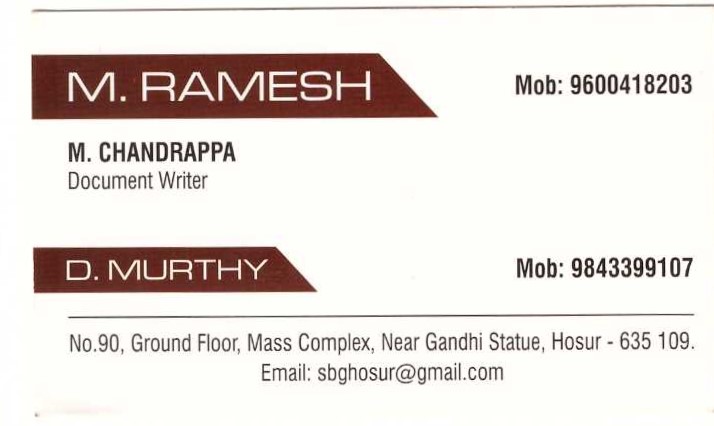 M. RAMESH
Mob: 9600418203
M. CHANDRAPPA
Document Writer
D. MURTHY
Mob: 9843399107
No.90, Ground Floor, Mass Complex, Near Gandhi Statue, Hosur - 635 109.
Email: sbghosur@gmail.com